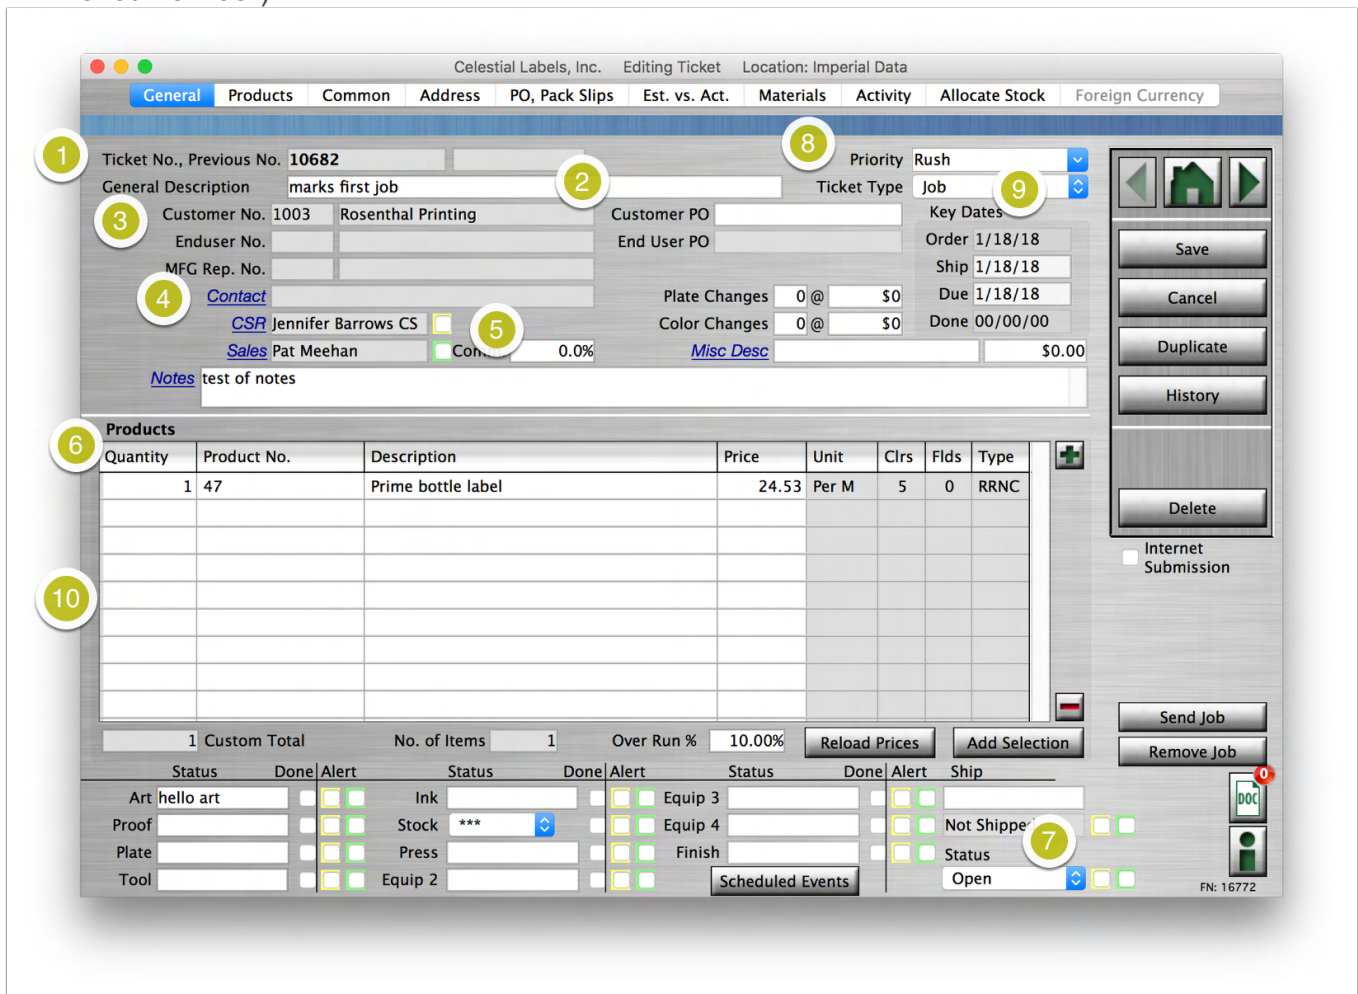 Celestial Labels, Inc. Editing Ticket Location: Imperial Data
General Products Common Address PO, Pack Slips Est. vs. Act. Materials Activity Allocate Stock Foreign Currency
1 Ticket No., Previous No. 10682 8 Priority Rush
General Description marks first job 2 Ticket Type Job 9
3 Customer No. 1003 Rosenthal Printing Customer PO Key Dates
Enduser No. End User PO Order 1/18/18
MFG Rep. No. Ship 1/18/18
4 Contact Plate Changes 0 @ $0 Due 1/18/18
CSR Jennifer Barrows CS 5 Color Changes 0 @ $0 Done 00/00/00
Sales Pat Meehan 0.0% Misc Desc $0.00
Notes test of notes
Save
Cancel
Duplicate
History
Delete
Internet
Submission
Products
6 Quantity Product No. Description Price Unit Clrs Flds Type
1 47 Prime bottle label 24.53 Per M 5 0 RRNC
10
1 Custom Total No. of Items 1 Over Run % 10.00% Reload Prices Add Selection
Send Job
Remove Job
Status Done Alert Status Done Alert Status Done Alert Ship
Art hello art Ink Equip 3
Proof Stock *** Equip 4 Not Shipped
Plate Press Finish Status 7
Tool Equip 2 Scheduled Events Open
0
DOC
FN: 16772